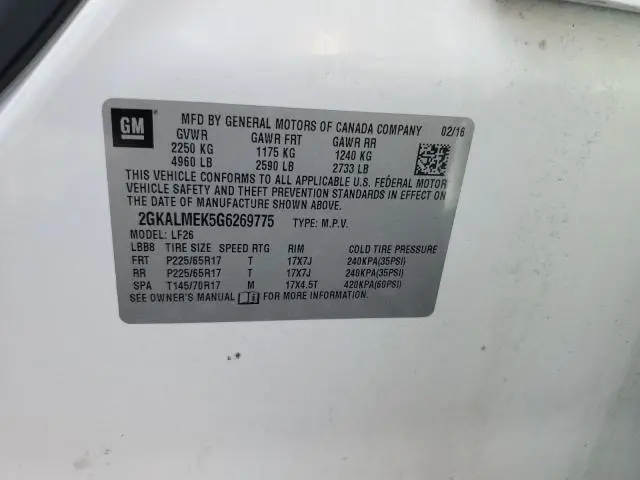 GM
MFD BY GENERAL MOTORS OF CANADA COMPANY 02/16
GVWR GAWR FRT GAWR RR
2250 KG 1175 KG 1240 KG
4960 LB 2590 LB 2733 LB
THIS VEHICLE CONFORMS TO ALL APPLICABLE U.S. FEDERAL MOTOR
VEHICLE SAFETY AND THEFT PREVENTION STANDARDS IN EFFECT ON
THE DATE OF MANUFACTURE SHOWN ABOVE.
2GKALMEK5G6269775 TYPE: M.P.V.
MODEL: LF26
LBB8 TIRE SIZE SPEED RTG RIM COLD TIRE PRESSURE
FRT P225/65R17 T 17X7J 240KPA(35PSI)
RR P225/65R17 T 17X7J 240KPA(35PSI)
SPA T145/70R17 M 17X4.5T 420KPA(60PSI)
SEE OWNER'S MANUAL FOR MORE INFORMATION.